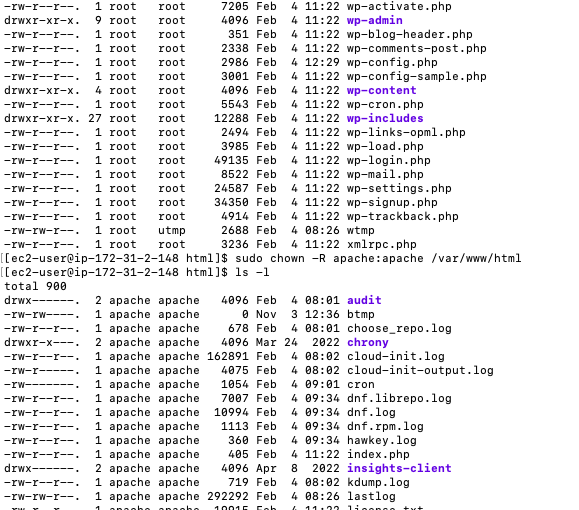 -rw-r--r--. 1 root root 7205 Feb 4 11:22 wp-activate.php
drwxr-xr-x. 9 root root 4096 Feb 4 11:22 wp-admin
-rw-r--r--. 1 root root 351 Feb 4 11:22 wp-blog-header.php
-rw-r--r--. 1 root root 2338 Feb 4 11:22 wp-comments-post.php
-rw-r--r--. 1 root root 2986 Feb 4 12:29 wp-config.php
-rw-r--r--. 1 root root 3001 Feb 4 11:22 wp-config-sample.php
drwxr-xr-x. 4 root root 4096 Feb 4 11:22 wp-content
-rw-r--r--. 1 root root 5543 Feb 4 11:22 wp-cron.php
drwxr-xr-x. 27 root root 12288 Feb 4 11:22 wp-includes
-rw-r--r--. 1 root root 2494 Feb 4 11:22 wp-links-opml.php
-rw-r--r--. 1 root root 3985 Feb 4 11:22 wp-load.php
-rw-r--r--. 1 root root 49135 Feb 4 11:22 wp-login.php
-rw-r--r--. 1 root root 8522 Feb 4 11:22 wp-mail.php
-rw-r--r--. 1 root root 24587 Feb 4 11:22 wp-settings.php
-rw-r--r--. 1 root root 34350 Feb 4 11:22 wp-signup.php
-rw-r--r--. 1 root root 4914 Feb 4 11:22 wp-trackback.php
-rw-rw-r--. 1 root utmp 2688 Feb 4 08:26 wtmp
-rw-r--r--. 1 root root 3236 Feb 4 11:22 xmlrpc.php
[[ec2-user@ip-172-31-2-148 html]$ sudo chown -R apache:apache /var/www/html
[[ec2-user@ip-172-31-2-148 html]$ ls -l
total 900
drwx------. 2 apache apache 4096 Feb 4 08:01 audit
-rw-rw----. 1 apache apache 0 Nov 3 12:36 btmp
-rw-r--r--. 1 apache apache 678 Feb 4 08:01 choose_repo.log
drwxr-x---. 2 apache apache 4096 Mar 24 2022 chrony
-rw-r--r--. 1 apache apache 162891 Feb 4 08:02 cloud-init.log
-rw-r-----. 1 apache apache 4075 Feb 4 08:02 cloud-init-output.log
-rw-------. 1 apache apache 1054 Feb 4 09:01 cron
-rw-r--r--. 1 apache apache 7007 Feb 4 09:34 dnf.librepo.log
-rw-r--r--. 1 apache apache 10994 Feb 4 09:34 dnf.log
-rw-r--r--. 1 apache apache 1113 Feb 4 09:34 dnf.rpm.log
-rw-r--r--. 1 apache apache 360 Feb 4 09:34 hawkey.log
-rw-r--r--. 1 apache apache 405 Feb 4 11:22 index.php
drwx------. 2 apache apache 4096 Apr 8 2022 insights-client
-rw-r--r--. 1 apache apache 719 Feb 4 08:02 kdump.log
-rw-rw-r--. 1 apache apache 292292 Feb 4 08:26 lastlog